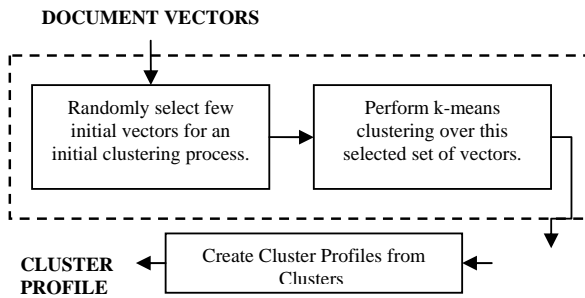 DOCUMENT VECTORS
Randomly select few
initial vectors for an
initial clustering process.
Perform k-means
clustering over this
selected set of vectors.
Create Cluster Profiles from
Clusters
CLUSTER
PROFILE